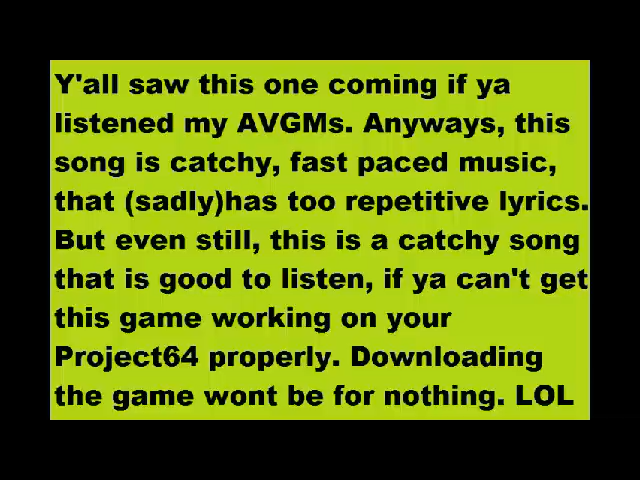 Y'all saw this one coming if ya
listened my AVGMs. Anyways, this
song is catchy, fast paced music,
that (sadly)has too repetitive lyrics.
But even still, this is a catchy song
that is good to listen, if ya can't get
this game working on your
Project64 properly. Downloading
the game wont be for nothing. LOL